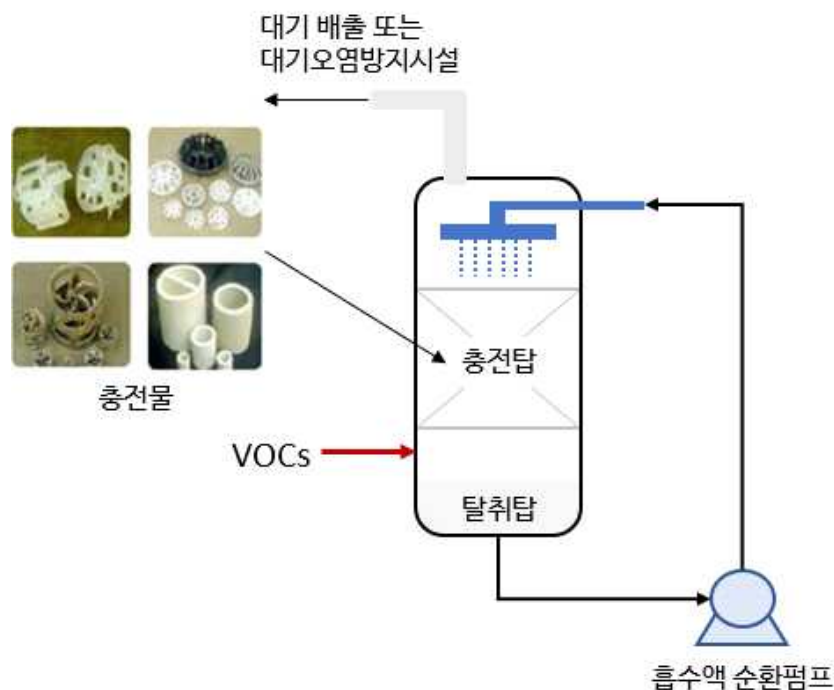 대기 배출 또는
대기오염방지시설
충전탑
충전물
VOCs
탈취탑
흡수액 순환펌프